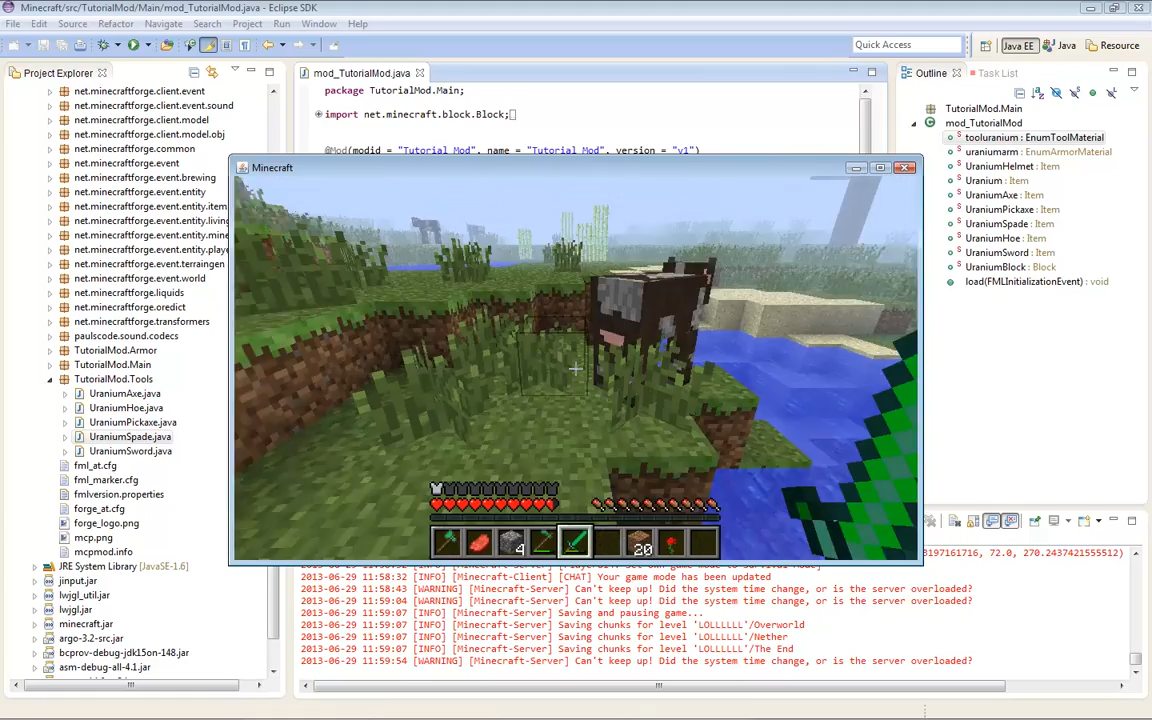 Minecraft/src/TutorialMod/Main/mod_TutorialMod.java - Eclipse SDK
File Edit Source Refactor Navigate Search Project Run Window Help
Quick Access
Java EE
Java
Resource
Project Explorer
net.minecraftforge.client.event
net.minecraftforge.client.event.sound
net.minecraftforge.client.model
net.minecraftforge.client.model.obj
net.minecraftforge.common
net.minecraftforge.event
net.minecraftforge.event.brewing
net.minecraftforge.event.entity
net.minecraftforge.event.entity.item
net.minecraftforge.event.entity.livin
net.minecraftforge.event.entity.mine
net.minecraftforge.event.entity.playe
net.minecraftforge.event.terraingen
net.minecraftforge.event.world
net.minecraftforge.liquids
net.minecraftforge.oredict
net.minecraftforge.transformers
paulscode.sound.codecs
TutorialMod.Armor
TutorialMod.Main
TutorialMod.Tools
UraniumAxe.java
UraniumHoe.java
UraniumPickaxe.java
UraniumSpade.java
UraniumSword.java
fml_at.cfg
fml_marker.cfg
fmlversion.properties
forge_at.cfg
forge_logo.png
mcp.png
mcpmod.info
JRE System Library [JavaSE-1.6]
jinput.jar
lwjgl_util.jar
lwjgl.jar
minecraft.jar
argo-3.2-src.jar
bcprov-debug-jdk15on-148.jar
asm-debug-all-4.1.jar
mod_TutorialMod.java
package TutorialMod.Main;
import net.minecraft.block.Block;
@Mod(modid = "Tutorial Mod", name = "Tutorial Mod", version = "v1")
Minecraft
4
20
Outline
Task List
TutorialMod.Main
mod_TutorialMod
tooluranium : EnumToolMaterial
uraniumarm : EnumArmorMaterial
UraniumHelmet : Item
Uranium : Item
UraniumAxe : Item
UraniumPickaxe : Item
UraniumSpade : Item
UraniumHoe : Item
UraniumSword : Item
UraniumBlock : Block
load(FMLInitializationEvent) : void
3197161716, 72.0, 270.2437421555512)
2013-06-29 11:58:32 [INFO] [Minecraft-Client] [CHAT] Your game mode has been updated
2013-06-29 11:58:43 [WARNING] [Minecraft-Server] Can't keep up! Did the system time change, or is the server overloaded?
2013-06-29 11:59:04 [WARNING] [Minecraft-Server] Can't keep up! Did the system time change, or is the server overloaded?
2013-06-29 11:59:07 [INFO] [Minecraft-Server] Saving and pausing game...
2013-06-29 11:59:07 [INFO] [Minecraft-Server] Saving chunks for level 'LOLLLLLL'/Overworld
2013-06-29 11:59:07 [INFO] [Minecraft-Server] Saving chunks for level 'LOLLLLLL'/Nether
2013-06-29 11:59:07 [INFO] [Minecraft-Server] Saving chunks for level 'LOLLLLLL'/The End
2013-06-29 11:59:54 [WARNING] [Minecraft-Server] Can't keep up! Did the system time change, or is the server overloaded?